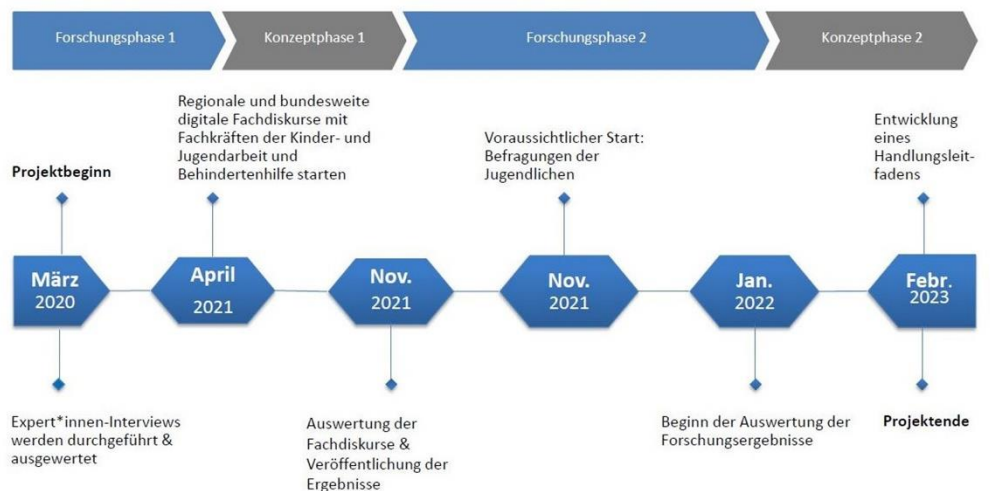 Forschungsphase 1
Konzeptphase 1
Forschungsphase 2
Konzeptphase 2
Projektbeginn
Regionale und bundesweite
digitale Fachdiskurse mit
Fachkräften der Kinder- und
Jugendarbeit und
Behindertenhilfe starten
Voraussichtlicher Start:
Befragungen der
Jugendlichen
Entwicklung
eines
Handlungsleit-
fadens
März
2020
April
2021
Nov.
2021
Nov.
2021
Jan.
2022
Febr.
2023
Expert*innen-Interviews
werden durchgeführt &
ausgewertet
Auswertung der
Fachdiskurse &
Veröffentlichung der
Ergebnisse
Beginn der Auswertung der
Forschungsergebnisse
Projektende